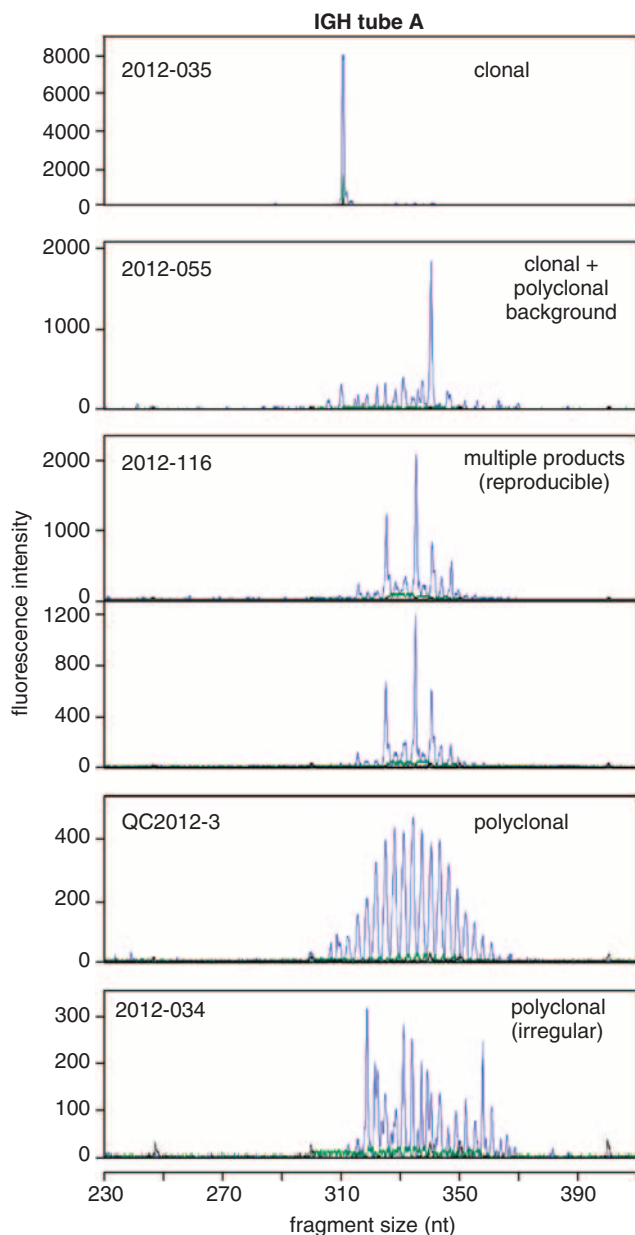 IGH tube A
8000
6000
4000
2000
0
2012-035
clonal
2000
1000
0
2012-055
clonal +
polyclonal
background
2000
1000
0
2012-116
multiple products
(reproducible)
1200
800
400
0
fluorescence intensity
400
200
0
QC2012-3
polyclonal
300
200
100
0
2012-034
polyclonal
(irregular)
230 270 310 350 390
fragment size (nt)